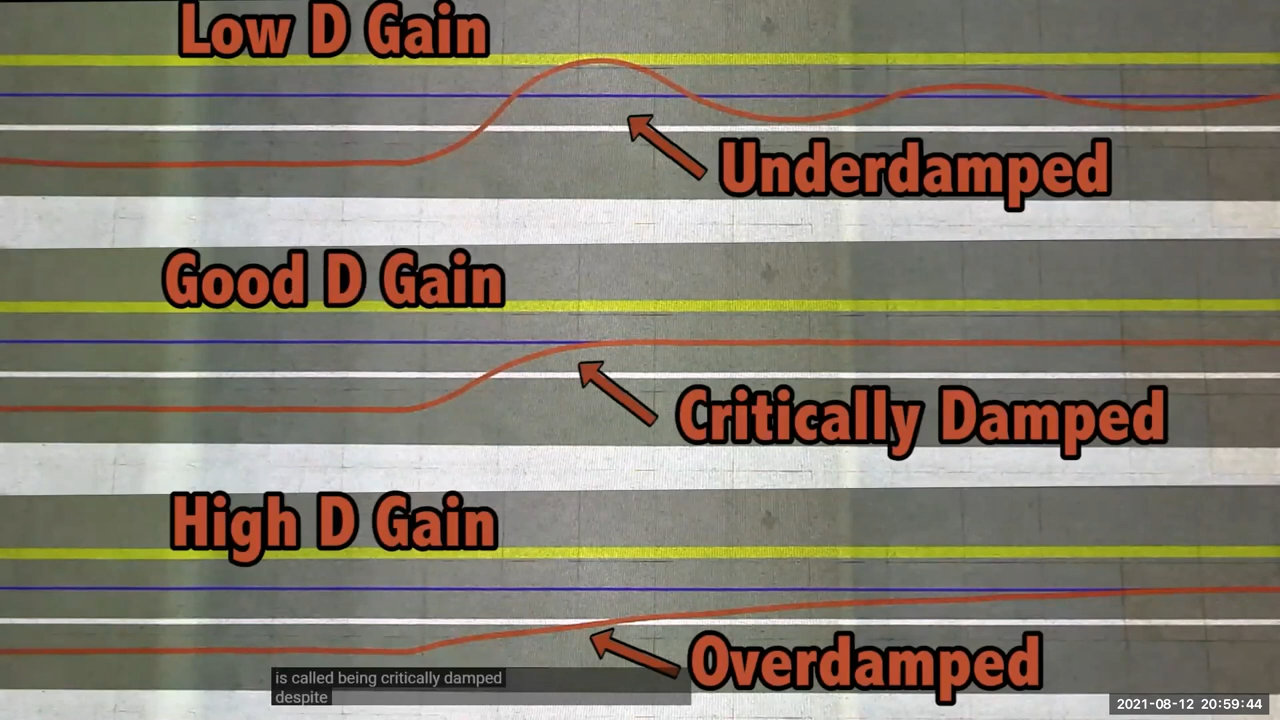 Low D Gain
Underdamped
Good D Gain
Critically Damped
High D Gain
Overdamped
is called being critically damped
despite
2021-08-12 20:59:44